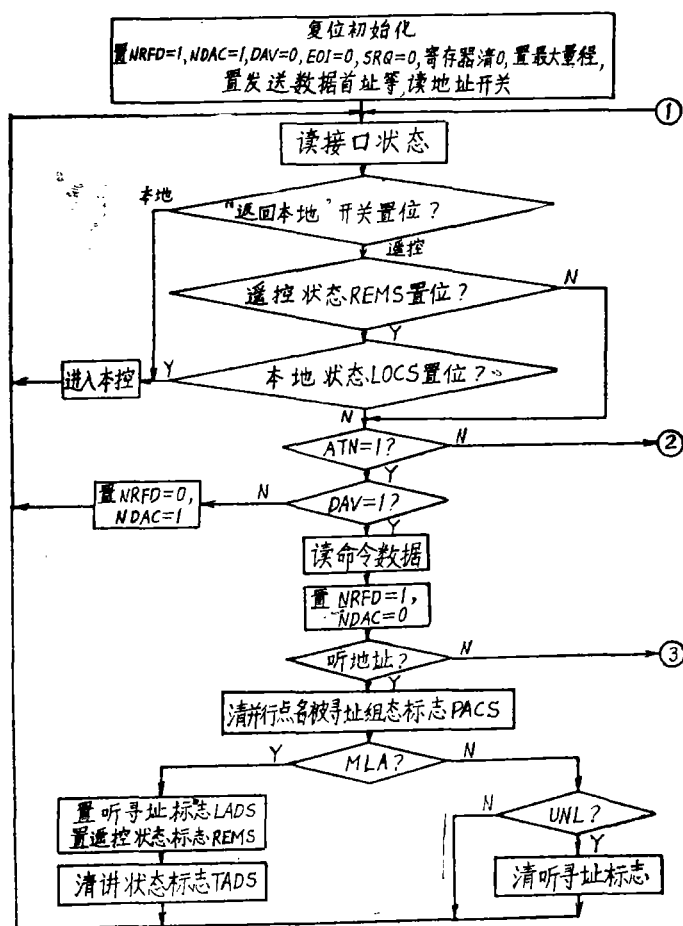 复位初始化
置NRFD=1,NDAC=1,DAV=0,EOI=0,SRQ=0,寄存器清0,置最大量程,
置发送数据首址等,读地址开关
①
读接口状态
本地
"返回本地"开关置位?
遥控
遥控状态REMS置位?
N
Y
进入本控
Y
本地状态LOCS置位?
N
ATN=1?
N
②
Y
置NRFD=0,
NDAC=1
N
DAV=1?
Y
读命令数据
置NRFD=1,
NDAC=0
听地址?
N
③
Y
清并行点名被寻址组态标志PACS
Y
MLA?
N
置听寻址标志LADS
置遥控状态标志REMS
N
UNL?
Y
清讲状态标志TADS
清听寻址标志